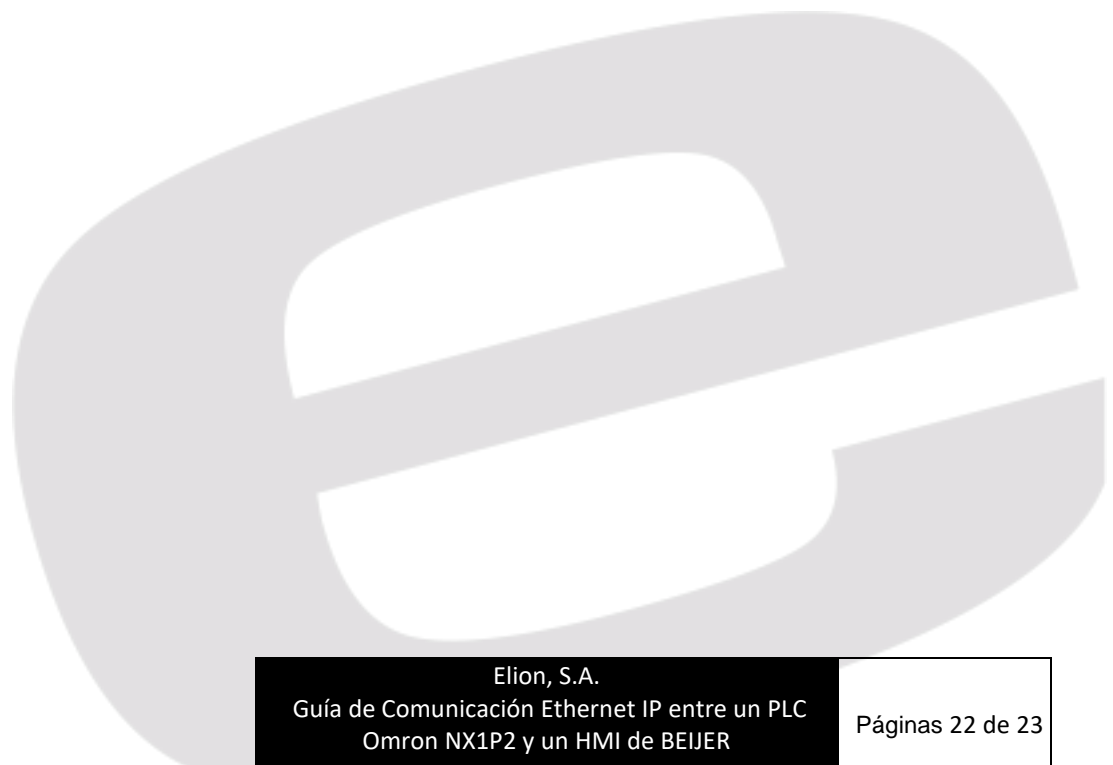 Elion, S.A.
Guía de Comunicación Ethernet IP entre un PLC
Omron NX1P2 y un HMI de BEIJER
Páginas 22 de 23